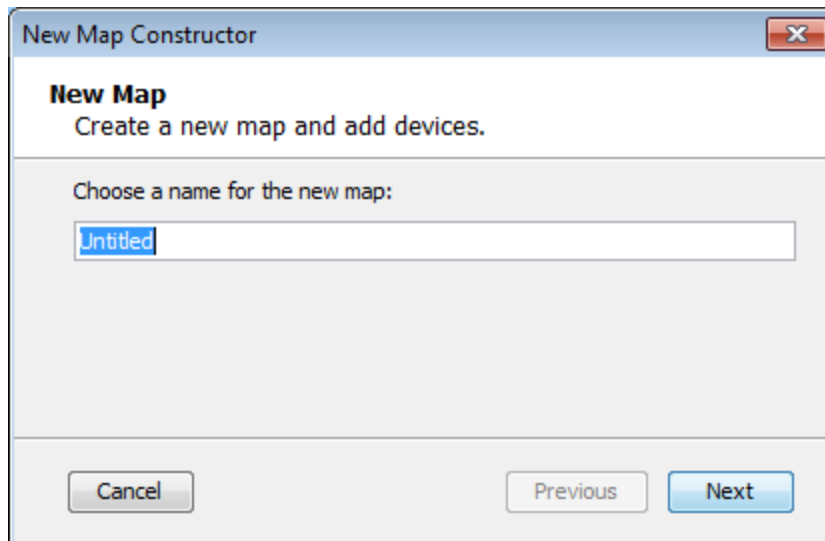 New Map Constructor
New Map
Create a new map and add devices.
Choose a name for the new map:
Untitled
Cancel
Previous
Next